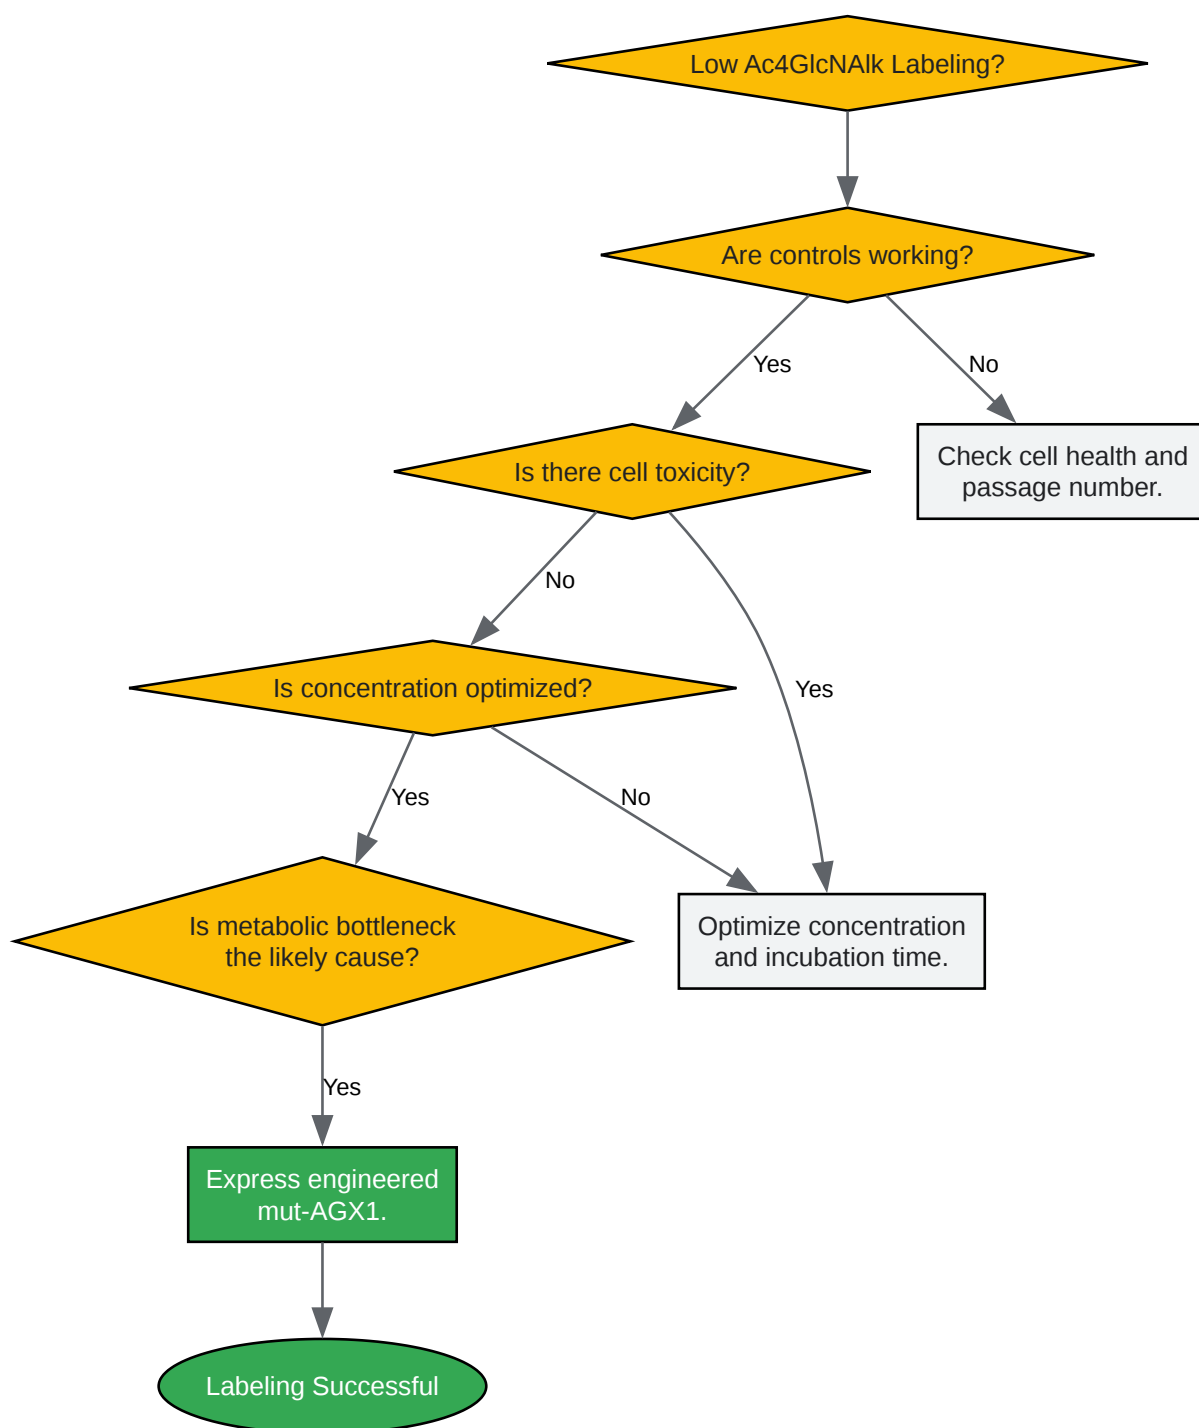 Low Ac4GlcNAlk Labeling?
Are controls working?
Yes
No
Is there cell toxicity?
Check cell health and
passage number.
No
Is concentration optimized?
Yes
Yes
No
Is metabolic bottleneck
the likely cause?
Optimize concentration
and incubation time.
Yes
Express engineered
mut-AGX1.
Labeling Successful